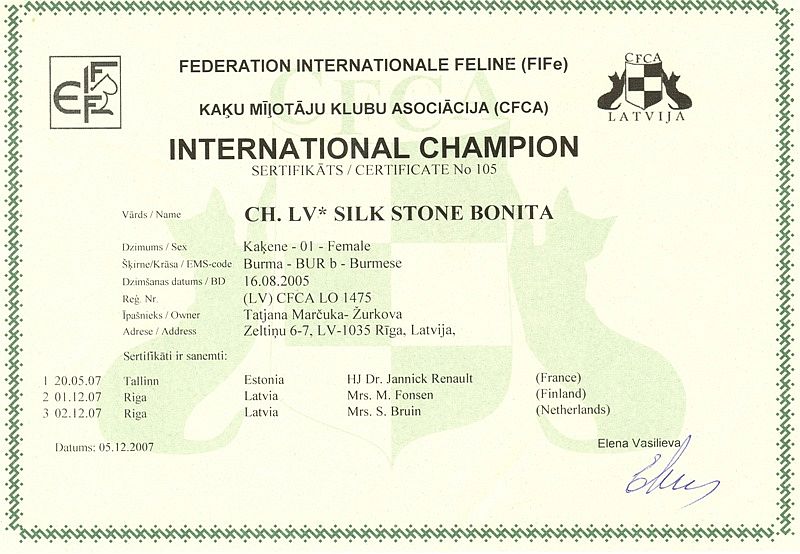 FEDERATION INTERNATIONALE FELINE (FIFe)
KAĶU MĪĻOTĀJU KLUBU ASOCIĀCIJA (CFCA)
CFCA
LATVIJA
INTERNATIONAL CHAMPION
SERTIFIKĀTS / CERTIFICATE No 105
Vārds / Name CH. LV* SILK STONE BONITA
Dzimums / Sex Kaķene - 01 - Female
Šķirne/Krāsa / EMS-code Burma - BUR b - Burmese
Dzimšanas datums / BD 16.08.2005
Reģ. Nr. (LV) CFCA LO 1475
Īpašnieks / Owner Tatjana Marčuka- Žurkova
Adrese / Address Zeltiņu 6-7, LV-1035 Rīga, Latvija,
Sertifikāti ir saņemti:
1 20.05.07 Tallinn Estonia HJ Dr. Jannick Renault (France)
2 01.12.07 Riga Latvia Mrs. M. Fonsen (Finland)
3 02.12.07 Riga Latvia Mrs. S. Bruin (Netherlands)
Datums: 05.12.2007
Elena Vasilieva